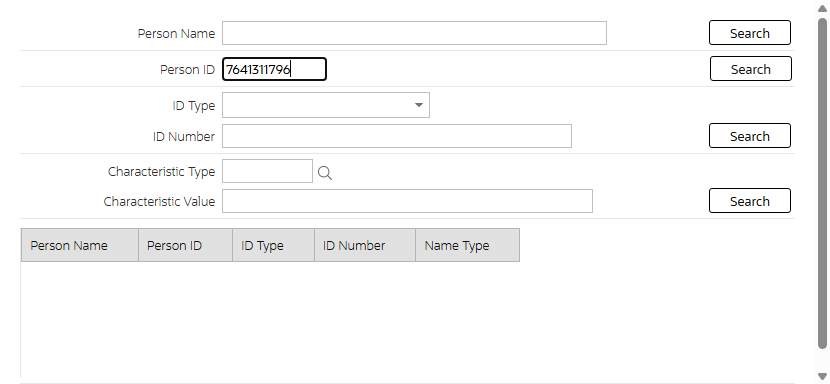 Person Name Search
Person ID 7641311796 Search
ID Type
ID Number Search
Characteristic Type
Characteristic Value Search
Person Name Person ID ID Type ID Number Name Type